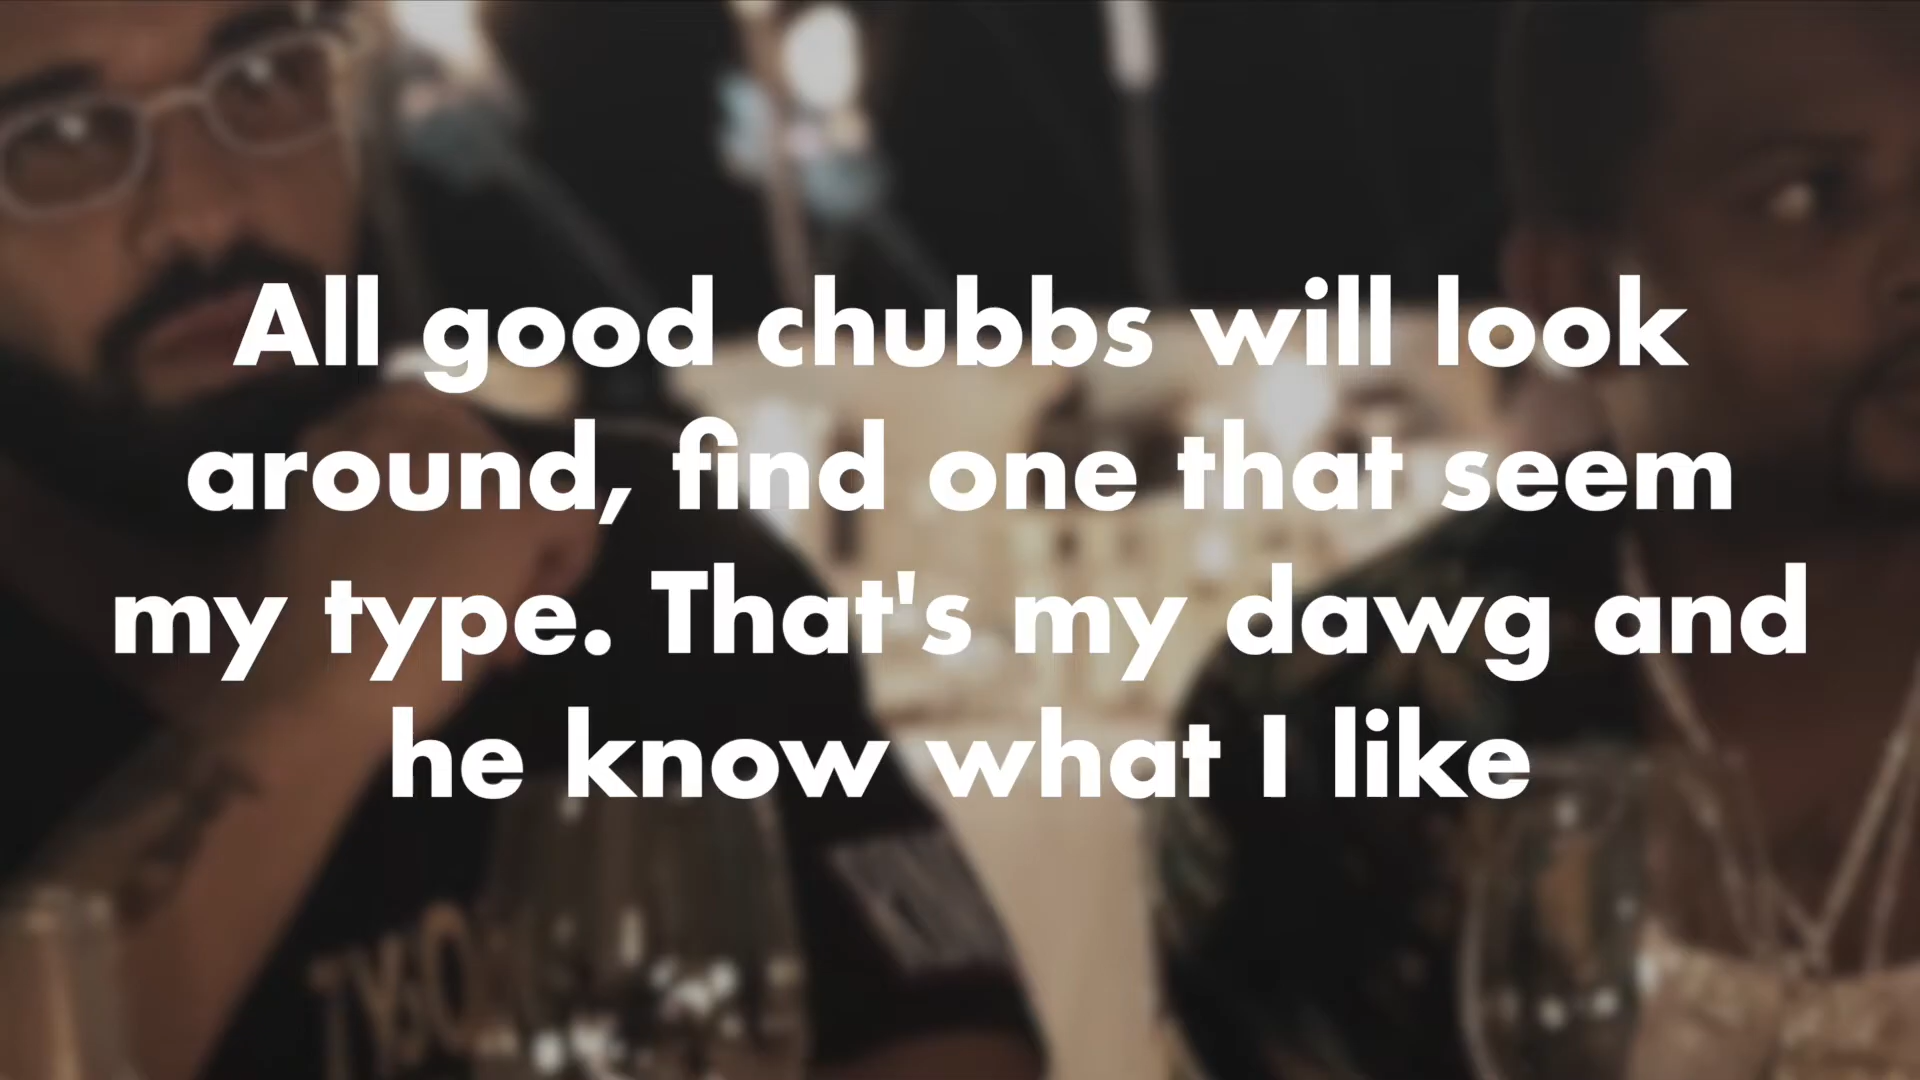 All good chubbs will look
around, find one that seem
my type. That's my dawg and
he know what I like